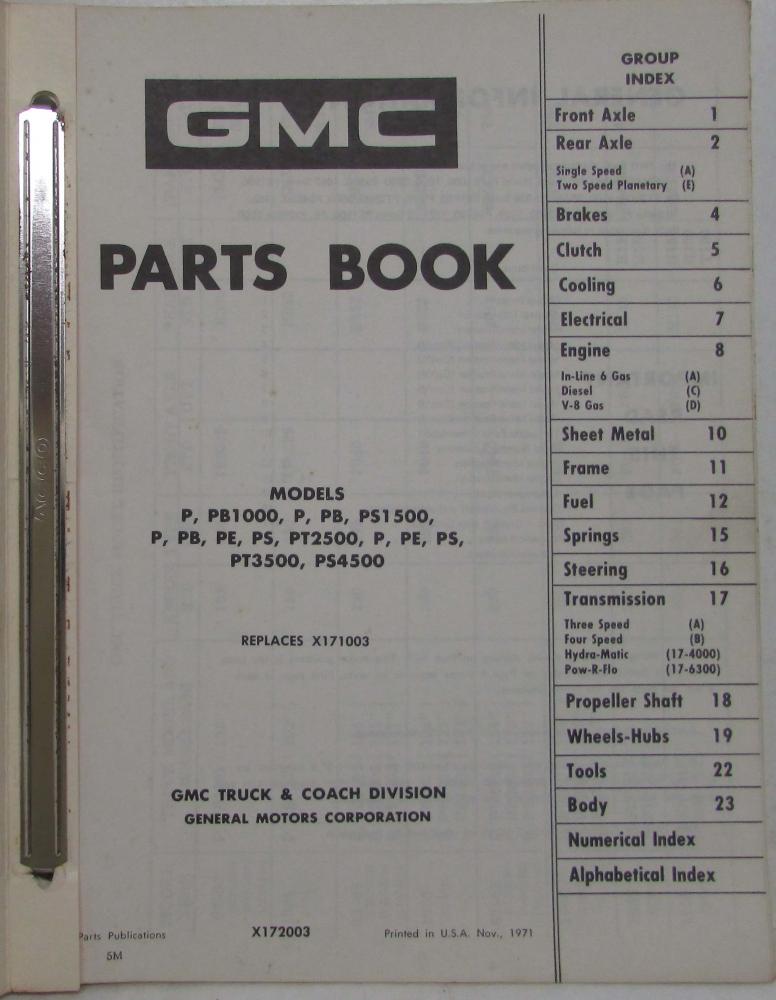 GMC
PARTS BOOK
MODELS
P, PB1000, P, PB, PS1500,
P, PB, PE, PS, PT2500, P, PE, PS,
PT3500, PS4500
REPLACES X171003
GMC TRUCK & COACH DIVISION
GENERAL MOTORS CORPORATION
Parts Publications
X172003
Printed in U.S.A. Nov., 1971
5M
GROUP
INDEX
Front Axle 1
Rear Axle 2
Single Speed (A)
Two Speed Planetary (E)
Brakes 4
Clutch 5
Cooling 6
Electrical 7
Engine 8
In-Line 6 Gas (A)
Diesel (C)
V-8 Gas (D)
Sheet Metal 10
Frame 11
Fuel 12
Springs 15
Steering 16
Transmission 17
Three Speed (A)
Four Speed (B)
Hydra-Matic (17-4000)
Pow-R-Flo (17-6300)
Propeller Shaft 18
Wheels-Hubs 19
Tools 22
Body 23
Numerical Index
Alphabetical Index